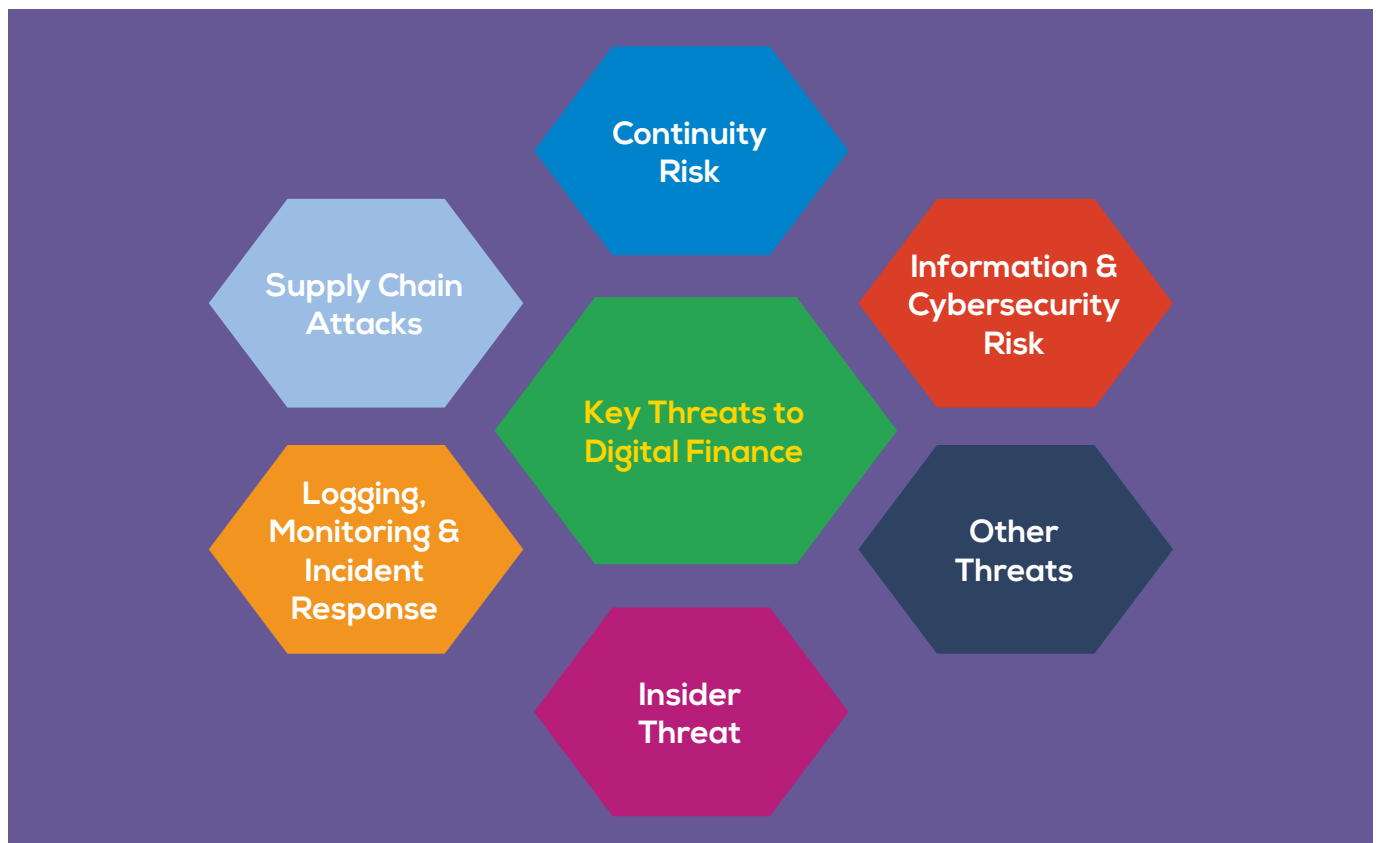 Continuity
Risk
Supply Chain
Attacks
Information &
Cybersecurity
Risk
Key Threats to
Digital Finance
Logging,
Monitoring &
Incident
Response
Other
Threats
Insider
Threat